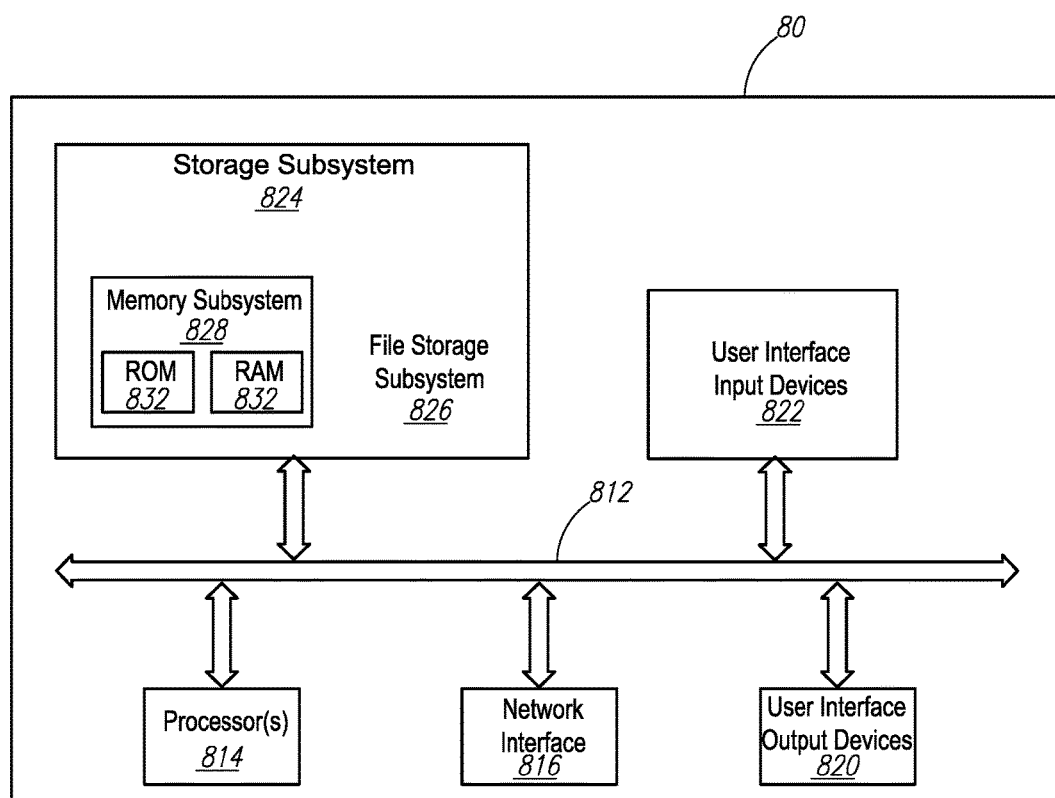 80
Storage Subsystem
824
Memory Subsystem
828
ROM
832
RAM
832
File Storage
Subsystem
826
User Interface
Input Devices
822
812
Processor(s)
814
Network
Interface
816
User Interface
Output Devices
820